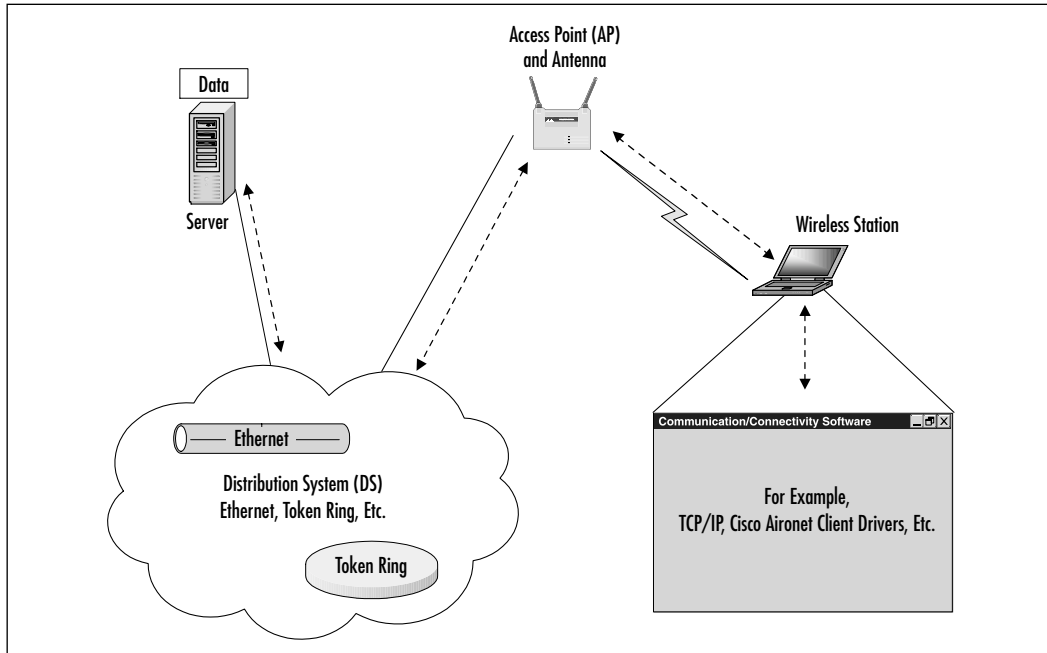 Access Point (AP)
and Antenna
Data
Server
Wireless Station
Ethernet
Distribution System (DS)
Ethernet, Token Ring, Etc.
Token Ring
Communication/Connectivity Software
For Example,
TCP/IP, Cisco Aironet Client Drivers, Etc.